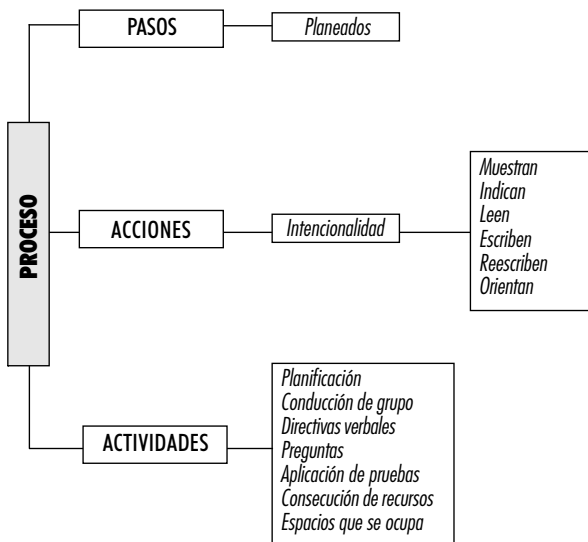 PROCESO
PASOS
Planeados
ACCIONES
Intencionalidad
Muestran
Indican
Leen
Escriben
Reescriben
Orientan
ACTIVIDADES
Planificación
Conducción de grupo
Directivas verbales
Preguntas
Aplicación de pruebas
Consecución de recursos
Espacios que se ocupa